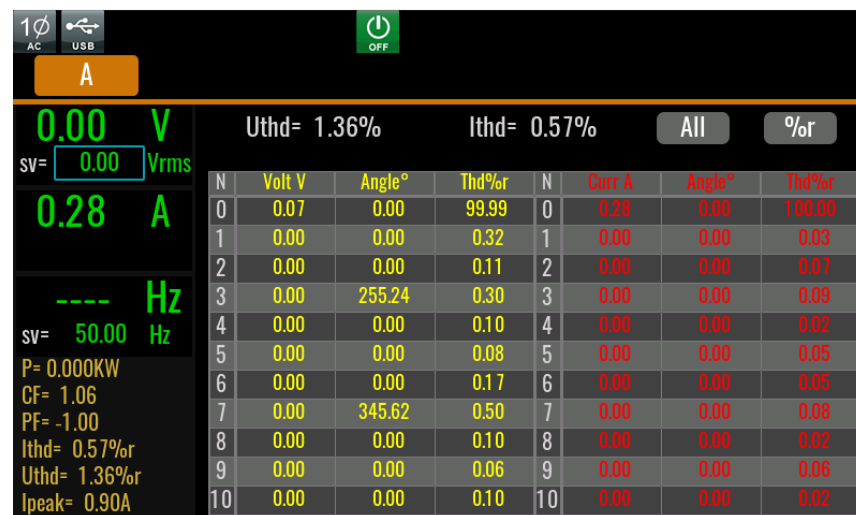 1Ø
AC
USB
OFF
A
0.00 V
sv= 0.00 Vrms
0.28 A
---- Hz
sv= 50.00 Hz
P= 0.000KW
CF= 1.06
PF= -1.00
Ithd= 0.57%r
Uthd= 1.36%r
Ipeak= 0.90A
Uthd= 1.36% Ithd= 0.57% All %r
N Volt V Angle° Thd%r N Curr A Angle° Thd%r
0 0.07 0.00 99.99 0 0.28 0.00 100.00
1 0.00 0.00 0.32 1 0.00 0.00 0.03
2 0.00 0.00 0.11 2 0.00 0.00 0.07
3 0.00 255.24 0.30 3 0.00 0.00 0.09
4 0.00 0.00 0.10 4 0.00 0.00 0.02
5 0.00 0.00 0.08 5 0.00 0.00 0.05
6 0.00 0.00 0.17 6 0.00 0.00 0.05
7 0.00 345.62 0.50 7 0.00 0.00 0.08
8 0.00 0.00 0.10 8 0.00 0.00 0.02
9 0.00 0.00 0.06 9 0.00 0.00 0.06
10 0.00 0.00 0.10 10 0.00 0.00 0.02